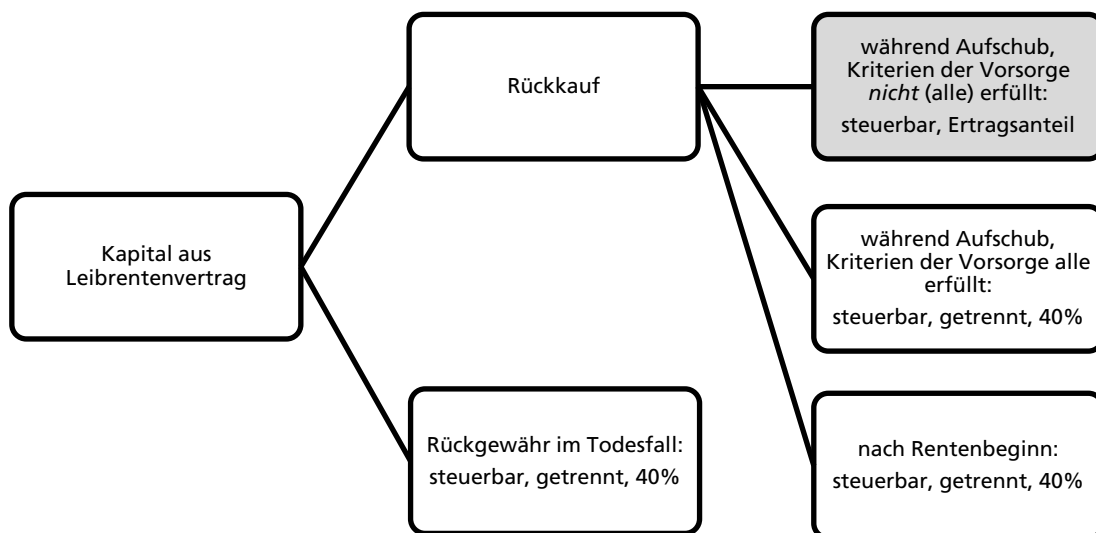 Kapital aus
Leibrentenvertrag
Rückkauf
während Aufschub,
Kriterien der Vorsorge
nicht (alle) erfüllt:
steuerbar, Ertragsanteil
während Aufschub,
Kriterien der Vorsorge alle
erfüllt:
steuerbar, getrennt, 40%
nach Rentenbeginn:
steuerbar, getrennt, 40%
Rückgewähr im Todesfall:
steuerbar, getrennt, 40%